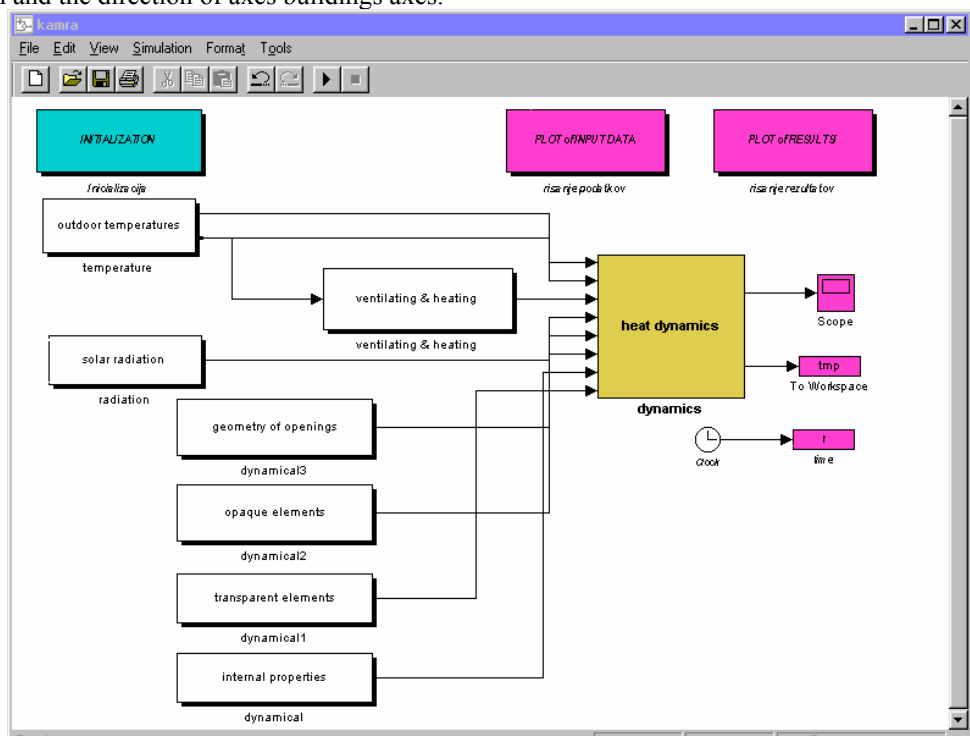 and the direction of axes buildings axes.
kamra
File Edit View Simulation Format Tools
INITIALIZATION
PLOT of INPUT DATA
PLOT of RESULTS
Inicializacija
risanje podatkov
risanje rezultatov
outdoor temperatures
temperature
ventilating & heating
ventilating & heating
heat dynamics
dynamics
Scope
solar radiation
radiation
tmp
To Workspace
geometry of openings
dynamical3
Clock
t
time
opaque elements
dynamical2
transparent elements
dynamical1
internal properties
dynamical